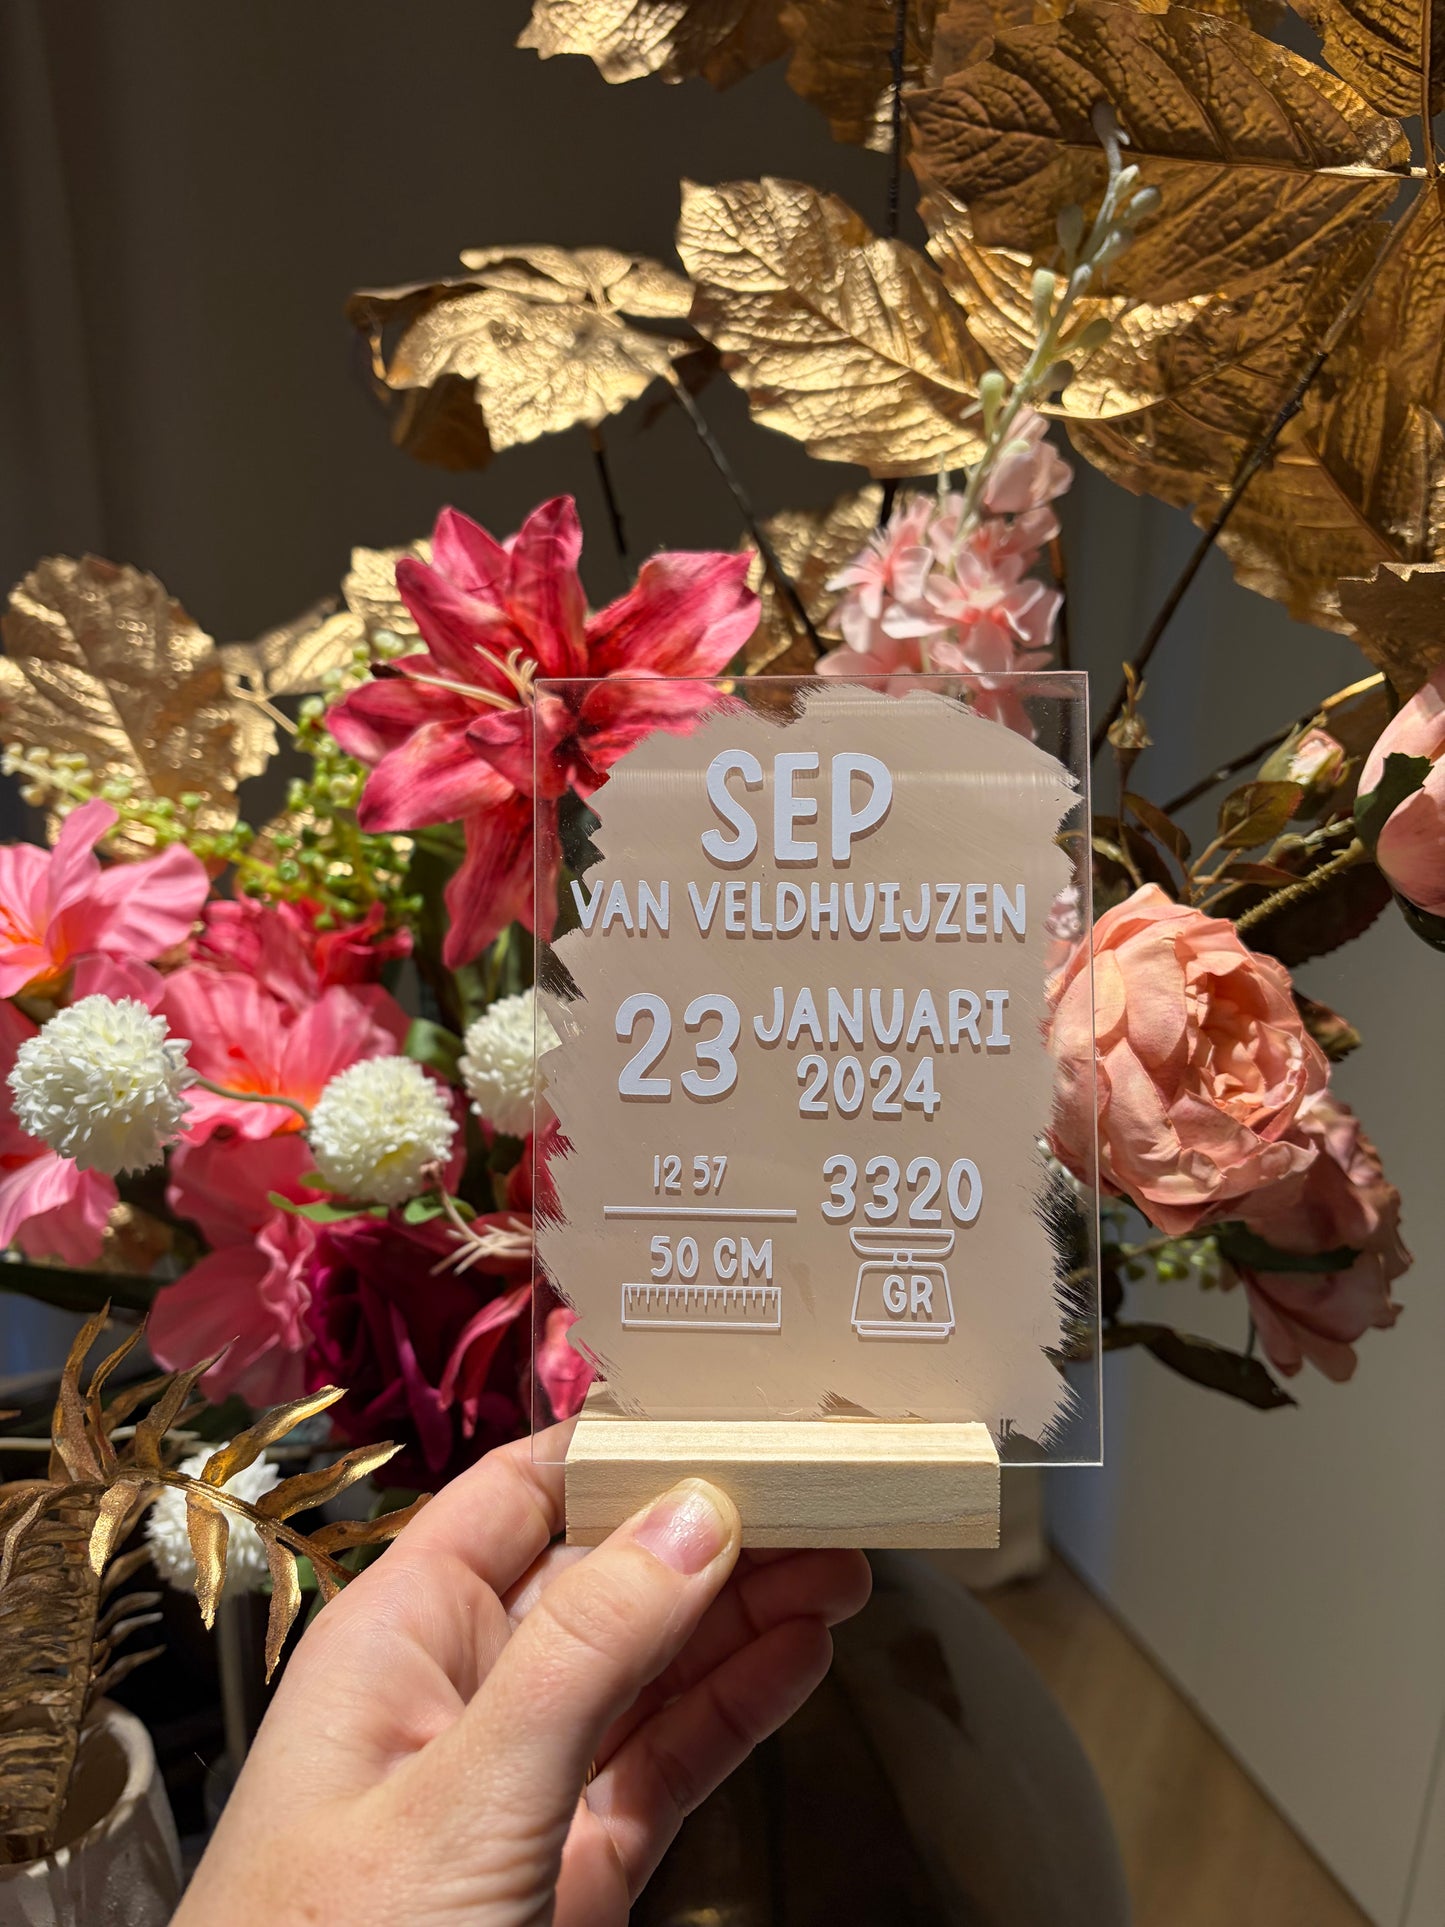 SEP
VAN VELDHUIJZEN
23 JANUARI
2024
12 57
3320
50 CM
GR